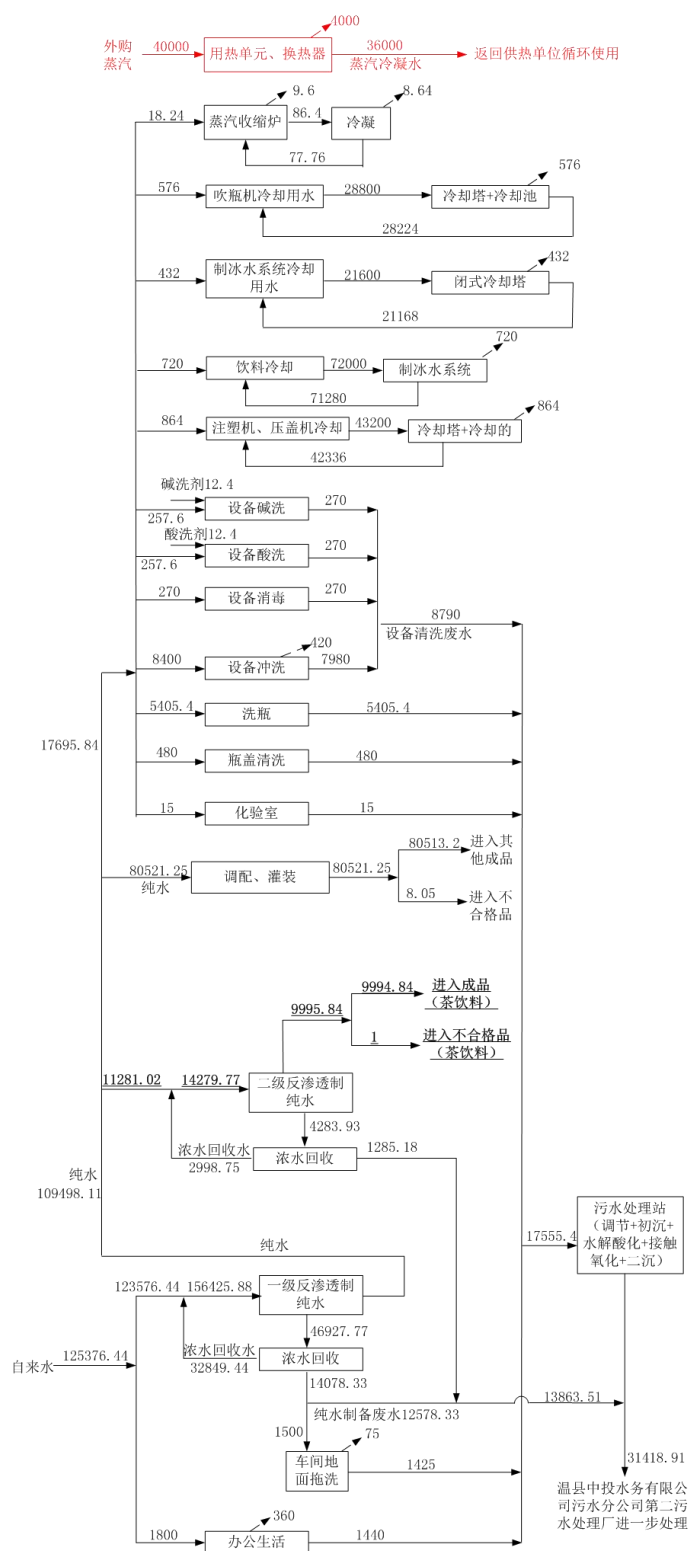 4000
外购
蒸汽
40000
用热单元、换热器
36000
蒸汽冷凝水
返回供热单位循环使用
9.6
8.64
18.24
蒸汽收缩炉
86.4
冷凝
77.76
576
576
吹瓶机冷却用水
28800
冷却塔+冷却池
28224
432
432
制冰水系统冷却
用水
21600
闭式冷却塔
21168
720
720
饮料冷却
72000
制冰水系统
71280
864
864
注塑机、压盖机冷却
43200
冷却塔+冷却的
42336
碱洗剂12.4
257.6
设备碱洗
270
酸洗剂12.4
257.6
设备酸洗
270
270
设备消毒
270
8790
设备清洗废水
420
8400
设备冲洗
7980
5405.4
洗瓶
5405.4
17695.84
480
瓶盖清洗
480
15
化验室
15
80521.25
纯水
调配、灌装
80521.25
80513.2
进入其
他成品
8.05
进入不
合格品
9994.84
进入成品
（茶饮料）
9995.84
1
进入不合格品
（茶饮料）
11281.02
14279.77
二级反渗透制
纯水
4283.93
浓水回收水
2998.75
浓水回收
1285.18
纯水
109498.11
污水处理站
（调节+初沉+
水解酸化+接触
氧化+二沉）
17555.4
纯水
123576.44
156425.88
一级反渗透制
纯水
46927.77
自来水
125376.44
浓水回收水
32849.44
浓水回收
14078.33
纯水制备废水12578.33
13863.51
1500
75
车间地
面拖洗
1425
31418.91
温县中投水务有限公
司污水分公司第二污
水处理厂进一步处理
360
1800
办公生活
1440